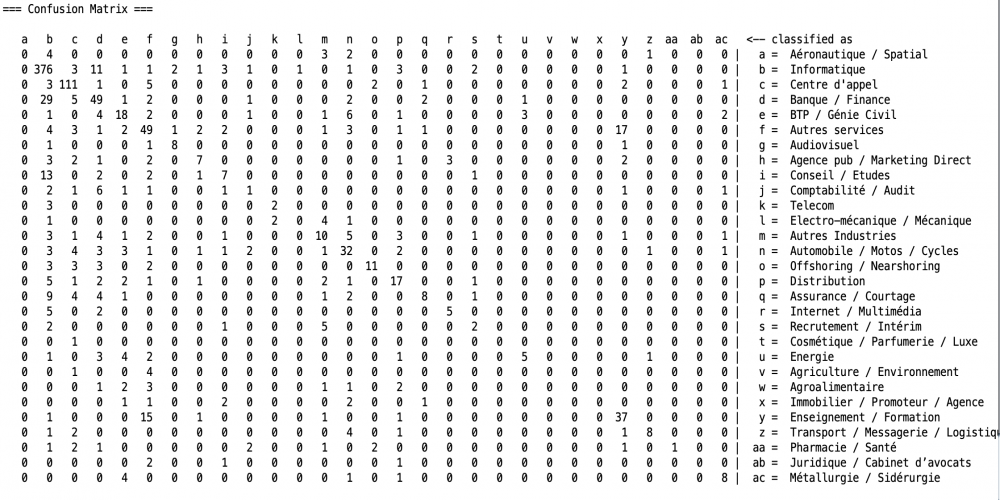 === Confusion Matrix ===
a b c d e f g h i j k l m n o p q r s t u v w x y z aa ab ac <-- classified as
0 4 0 0 0 0 0 0 0 0 0 0 3 2 0 0 0 0 0 0 0 0 0 0 0 1 0 0 0 | a = Aéronautique / Spatial
0 376 3 11 1 1 2 1 3 1 0 1 0 1 0 3 0 0 2 0 0 0 0 0 1 0 0 0 0 | b = Informatique
0 3 111 1 0 5 0 0 0 0 0 0 0 0 2 0 1 0 0 0 0 0 0 0 2 0 0 0 1 | c = Centre d'appel
0 29 5 49 1 2 0 0 0 1 0 0 0 2 0 0 2 0 0 0 1 0 0 0 0 0 0 0 0 | d = Banque / Finance
0 1 0 4 18 2 0 0 0 1 0 0 1 6 0 1 0 0 0 0 3 0 0 0 0 0 0 0 2 | e = BTP / Génie Civil
0 4 3 1 2 49 1 2 2 0 0 0 1 3 0 1 1 0 0 0 0 0 0 0 17 0 0 0 0 | f = Autres services
0 1 0 0 0 1 8 0 0 0 0 0 0 0 0 0 0 0 0 0 0 0 0 0 1 0 0 0 0 | g = Audiovisuel
0 3 2 1 0 2 0 7 0 0 0 0 0 0 0 1 0 3 0 0 0 0 0 0 2 0 0 0 0 | h = Agence pub / Marketing Direct
0 13 0 2 0 2 0 1 7 0 0 0 0 0 0 0 0 0 1 0 0 0 0 0 0 0 0 0 0 | i = Conseil / Etudes
0 2 1 6 1 1 0 0 1 1 0 0 0 0 0 0 0 0 0 0 0 0 0 0 1 0 0 0 1 | j = Comptabilité / Audit
0 3 0 0 0 0 0 0 0 0 2 0 0 0 0 0 0 0 0 0 0 0 0 0 0 0 0 0 0 | k = Telecom
0 0 0 0 0 0 0 0 0 0 2 0 4 1 0 0 0 0 0 0 0 0 0 0 0 0 0 0 0 | l = Electro-mécanique / Mécanique
0 3 1 4 1 2 0 0 1 0 0 0 10 5 0 3 0 0 1 0 0 0 0 0 1 0 0 0 1 | m = Autres Industries
0 3 4 3 3 1 0 1 1 2 0 0 1 32 0 2 0 0 0 0 0 0 0 0 0 1 0 0 1 | n = Automobile / Motos / Cycles
0 3 3 3 0 2 0 0 0 0 0 0 0 0 11 0 0 0 0 0 0 0 0 0 0 0 0 0 0 | o = Offshoring / Nearshoring
0 5 1 2 2 1 0 1 0 0 0 0 2 1 0 17 0 0 1 0 0 0 0 0 0 0 0 0 0 | p = Distribution
0 9 4 4 1 0 0 0 0 0 0 0 1 2 0 0 8 0 1 0 0 0 0 0 0 0 0 0 0 | q = Assurance / Courtage
0 5 0 2 0 0 0 0 0 0 0 0 0 0 0 0 0 5 0 0 0 0 0 0 0 0 0 0 0 | r = Internet / Multimédia
0 2 0 0 0 0 0 0 1 0 0 0 5 0 0 0 0 0 2 0 0 0 0 0 0 0 0 0 0 | s = Recrutement / Intérim
0 0 1 0 0 0 0 0 0 0 0 0 0 0 0 0 0 0 0 0 0 0 0 0 0 0 0 0 0 | t = Cosmétique / Parfumerie / Luxe
0 1 0 3 4 2 0 0 0 0 0 0 0 0 0 1 0 0 0 0 5 0 0 0 0 1 0 0 0 | u = Energie
0 0 1 0 0 4 0 0 0 0 0 0 0 0 0 0 0 0 0 0 0 0 0 0 0 0 0 0 0 | v = Agriculture / Environnement
0 0 0 1 2 3 0 0 0 0 0 0 1 1 0 2 0 0 0 0 0 0 0 0 0 0 0 0 0 | w = Agroalimentaire
0 0 0 0 1 1 0 0 2 0 0 0 0 2 0 0 1 0 0 0 0 0 0 0 0 0 0 0 0 | x = Immobilier / Promoteur / Agence
0 1 0 0 0 15 0 1 0 0 0 0 1 0 0 1 0 0 0 0 0 0 0 0 37 0 0 0 0 | y = Enseignement / Formation
0 1 2 0 0 0 0 0 0 0 0 0 0 4 0 1 0 0 0 0 0 0 0 0 1 8 0 0 0 | z = Transport / Messagerie / Logistiq
0 1 2 1 0 0 0 0 0 2 0 0 1 0 2 0 0 0 0 0 0 0 0 0 1 0 1 0 0 | aa = Pharmacie / Santé
0 0 0 0 0 2 0 0 1 0 0 0 0 0 0 1 0 0 0 0 0 0 0 0 0 0 0 0 0 | ab = Juridique / Cabinet d’avocats
0 0 0 0 4 0 0 0 0 0 0 0 0 1 0 1 0 0 0 0 0 0 0 0 0 0 0 0 8 | ac = Métallurgie / Sidérurgie